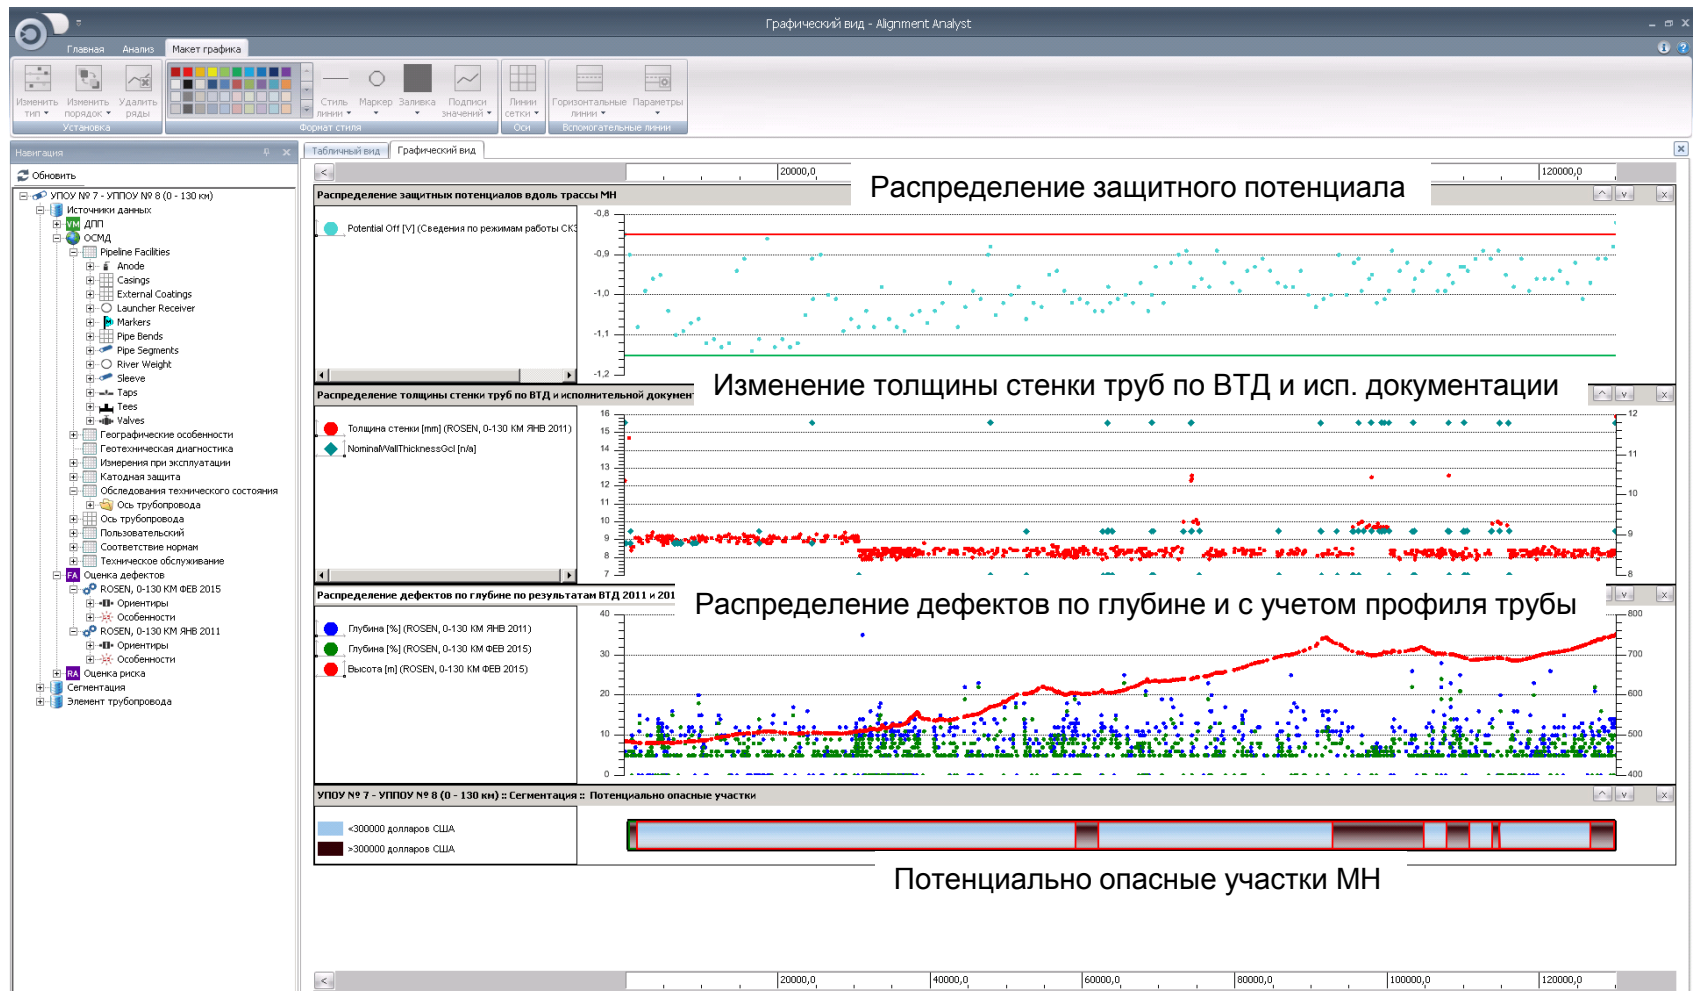 Графический вид - Alignment Analyst
Главная Анализ Макет графика
Изменить тип Изменить порядок Удалить ряды
Установка
Стиль линии Маркер Заливка Подписи значений
Формат стиля
Линии сетки
Оси
Горизонтальные линии Параметры
Вспомогательные линии
Навигация
Обновить
УПОУ № 7 - УППОУ № 8 (0 - 130 км)
Источники данных
VM ДПП
ОСМД
Pipeline Facilities
Anode
Casings
External Coatings
Launcher Receiver
Markers
Pipe Bends
Pipe Segments
River Weight
Sleeve
Taps
Tees
Valves
Географические особенности
Геотехническая диагностика
Измерения при эксплуатации
Катодная защита
Обследования технического состояния
Ось трубопровода
Ось трубопровода
Пользовательский
Соответствие нормам
Техническое обслуживание
FA Оценка дефектов
ROSEN, 0-130 КМ ФЕВ 2015
Ориентиры
Особенности
ROSEN, 0-130 КМ ЯНВ 2011
Ориентиры
Особенности
RA Оценка риска
Сегментация
Элемент трубопровода
Табличный вид Графический вид
20000,0 120000,0
Распределение защитного потенциала
Распределение защитных потенциалов вдоль трассы МН
Potential Off [V] (Сведения по режимам работы СКЗ
-0,8
-0,9
-1,0
-1,1
-1,2
Изменение толщины стенки труб по ВТД и исп. документации
Распределение толщины стенки труб по ВТД и исполнительной докумен
Толщина стенки [mm] (ROSEN, 0-130 КМ ЯНВ 2011)
NominalWallThicknessGcl [n/a]
16
15
14
13
12
11
10
9
8
7
12
11
10
9
8
Распределение дефектов по глубине и с учетом профиля трубы
Распределение дефектов по глубине по результатам ВТД 2011 и 201
Глубина [%] (ROSEN, 0-130 КМ ЯНВ 2011)
Глубина [%] (ROSEN, 0-130 КМ ФЕВ 2015)
Высота [m] (ROSEN, 0-130 КМ ФЕВ 2015)
40
30
20
10
0
800
700
600
500
400
УПОУ № 7 - УППОУ № 8 (0 - 130 км) :: Сегментация :: Потенциально опасные участки
<300000 долларов США
>300000 долларов США
Потенциально опасные участки МН
20000,0 40000,0 60000,0 80000,0 100000,0 120000,0